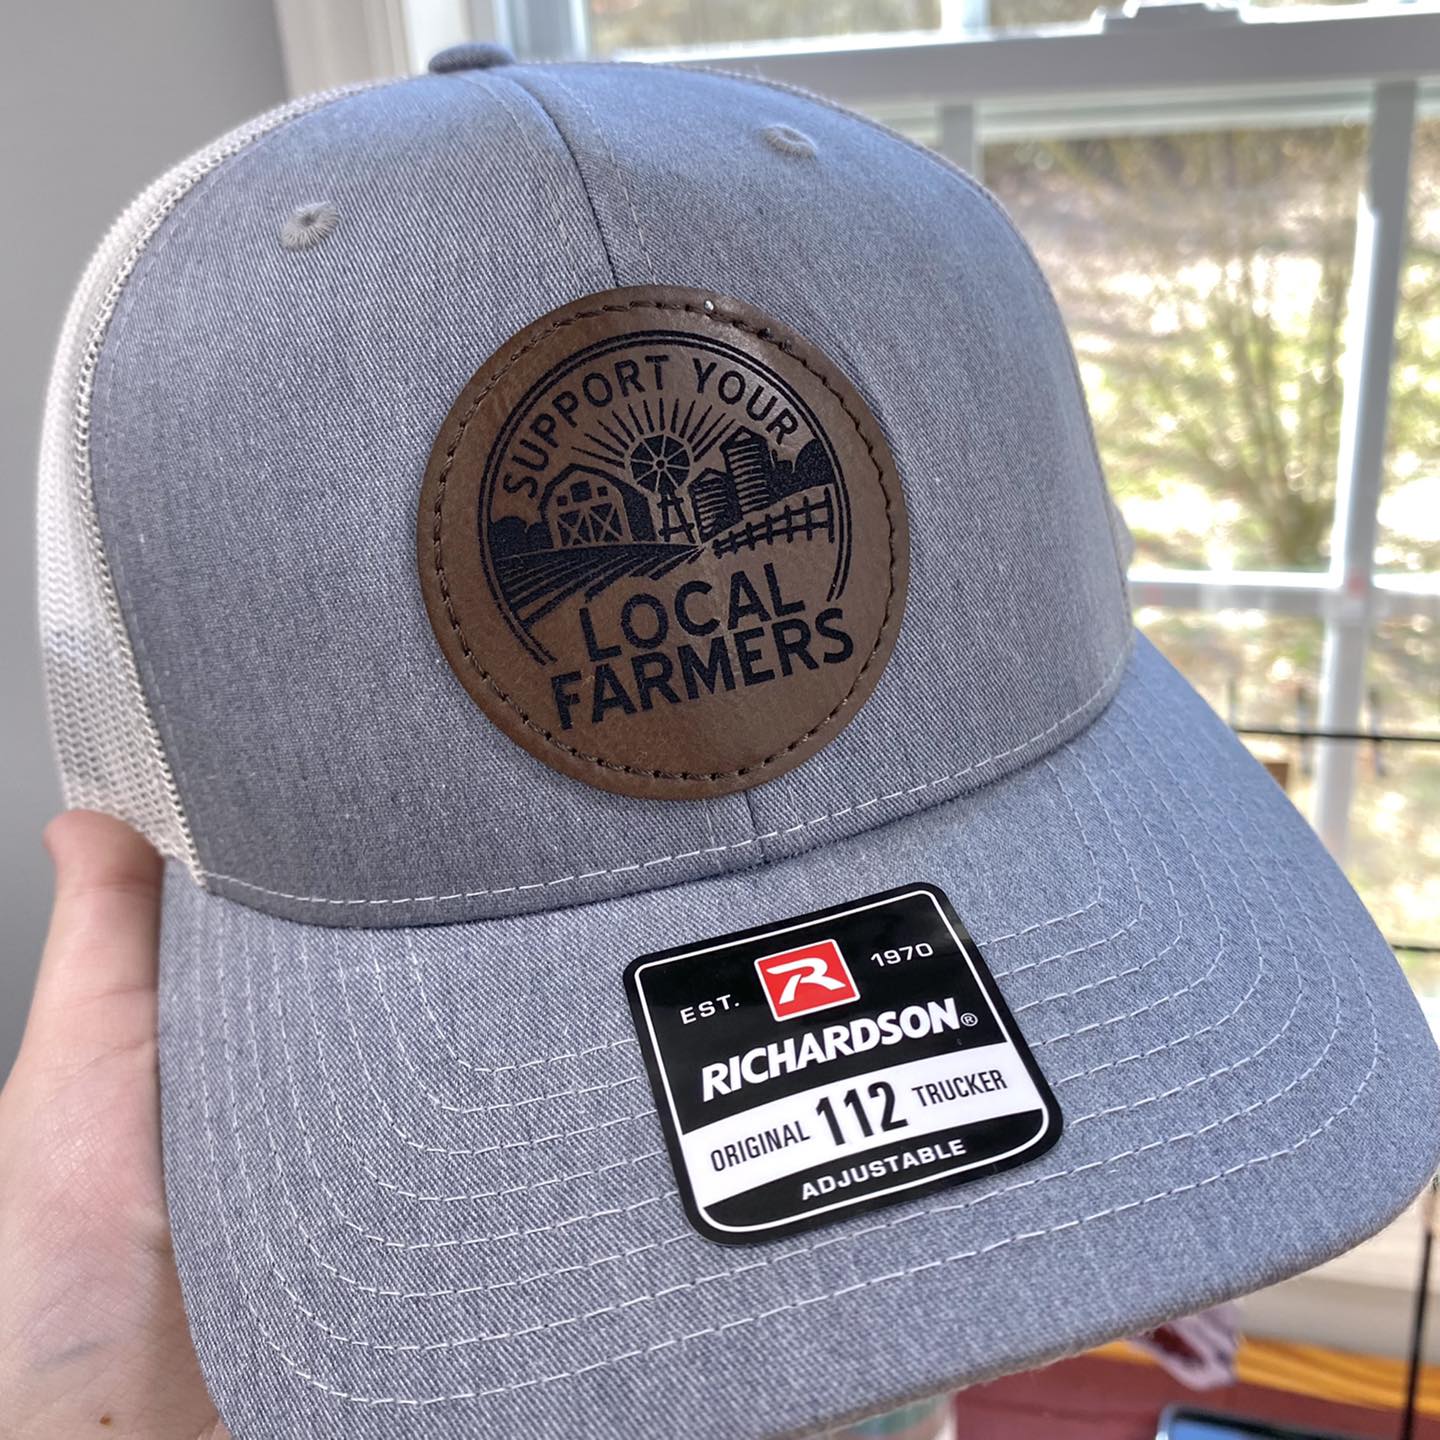 SUPPORT YOUR
LOCAL
FARMERS
EST. R 1970
RICHARDSON®
ORIGINAL 112 TRUCKER
ADJUSTABLE